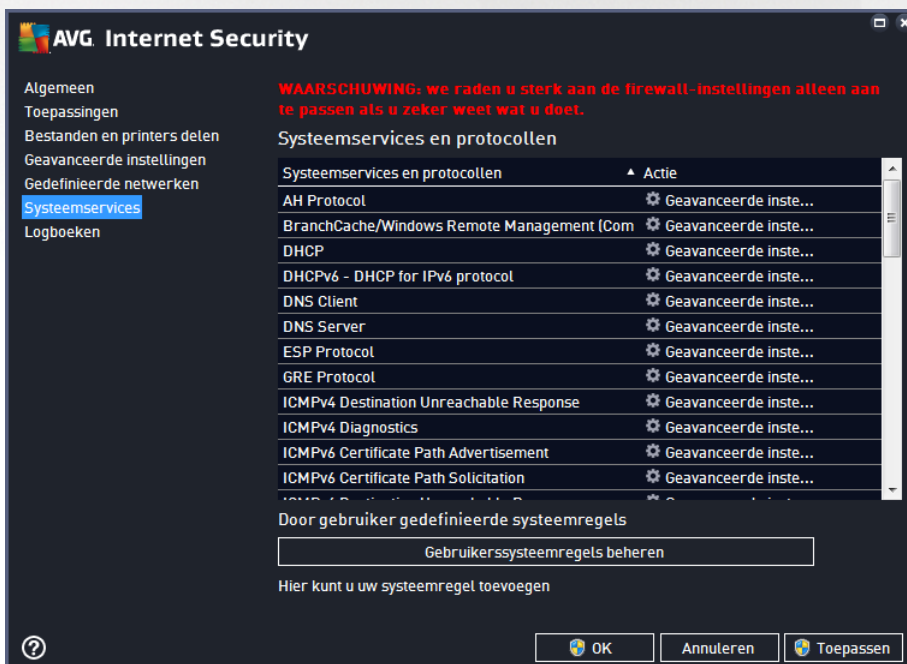 AVG Internet Security
Algemeen
Toepassingen
Bestanden en printers delen
Geavanceerde instellingen
Gedefinieerde netwerken
Systeemservices
Logboeken
WAARSCHUWING: we raden u sterk aan de firewall-instellingen alleen aan
te passen als u zeker weet wat u doet.
Systeemservices en protocollen
Systeemservices en protocollen Actie
AH Protocol Geavanceerde inste...
BranchCache/Windows Remote Management (Com Geavanceerde inste...
DHCP Geavanceerde inste...
DHCPv6 - DHCP for IPv6 protocol Geavanceerde inste...
DNS Client Geavanceerde inste...
DNS Server Geavanceerde inste...
ESP Protocol Geavanceerde inste...
GRE Protocol Geavanceerde inste...
ICMPv4 Destination Unreachable Response Geavanceerde inste...
ICMPv4 Diagnostics Geavanceerde inste...
ICMPv6 Certificate Path Advertisement Geavanceerde inste...
ICMPv6 Certificate Path Solicitation Geavanceerde inste...
Door gebruiker gedefinieerde systeemregels
Gebruikerssysteemregels beheren
Hier kunt u uw systeemregel toevoegen
OK Annuleren Toepassen